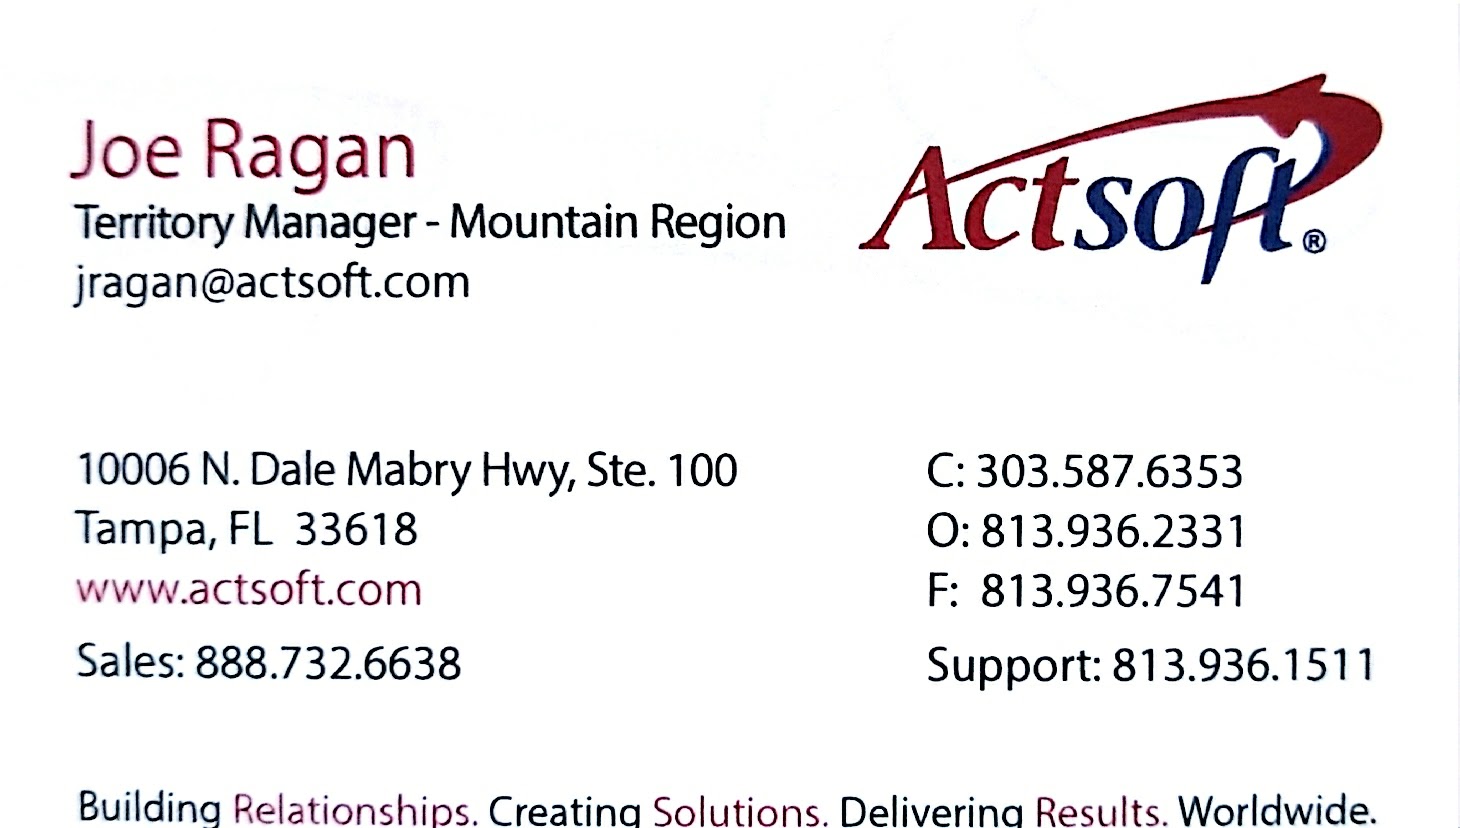 Joe Ragan
Territory Manager - Mountain Region
jragan@actsoft.com
Actsoft®
10006 N. Dale Mabry Hwy, Ste. 100
Tampa, FL 33618
www.actsoft.com
Sales: 888.732.6638
C: 303.587.6353
O: 813.936.2331
F: 813.936.7541
Support: 813.936.1511
Building Relationships. Creating Solutions. Delivering Results. Worldwide.